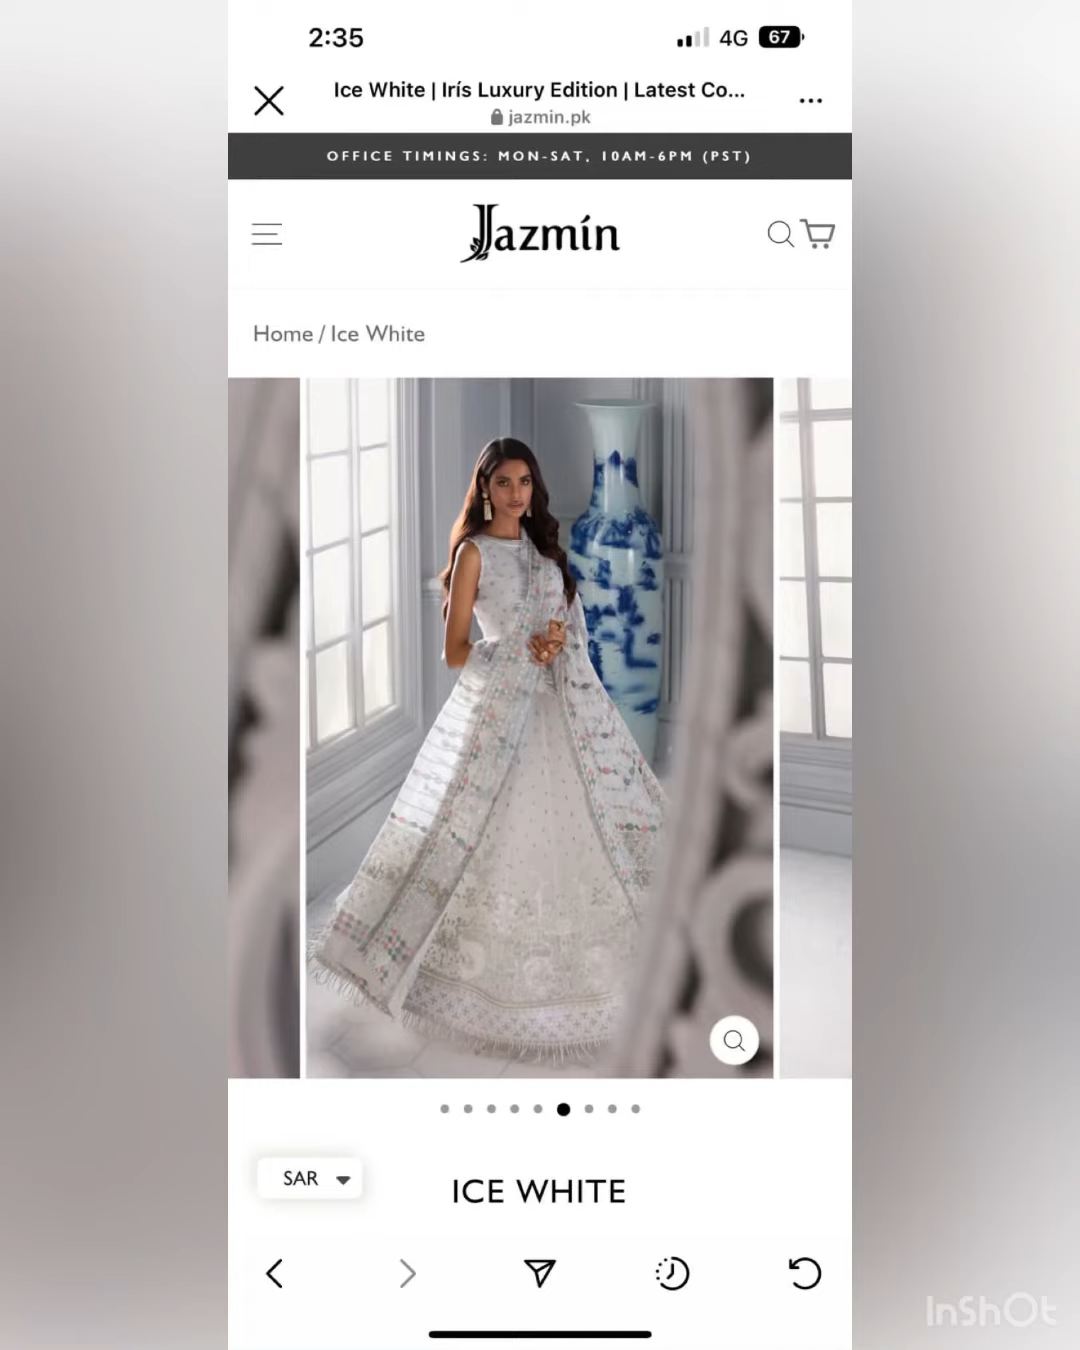 2:35
4G 67
Ice White | Irís Luxury Edition | Latest Co...
jazmin.pk
OFFICE TIMINGS: MON-SAT, 10AM-6PM (PST)
Jazmín
Home / Ice White
SAR
ICE WHITE
InShOt